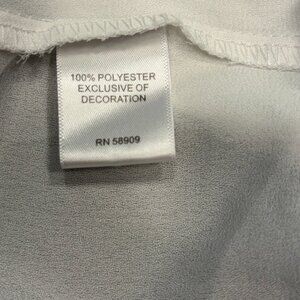 100% POLYESTER
EXCLUSIVE OF
DECORATION
RN 58909